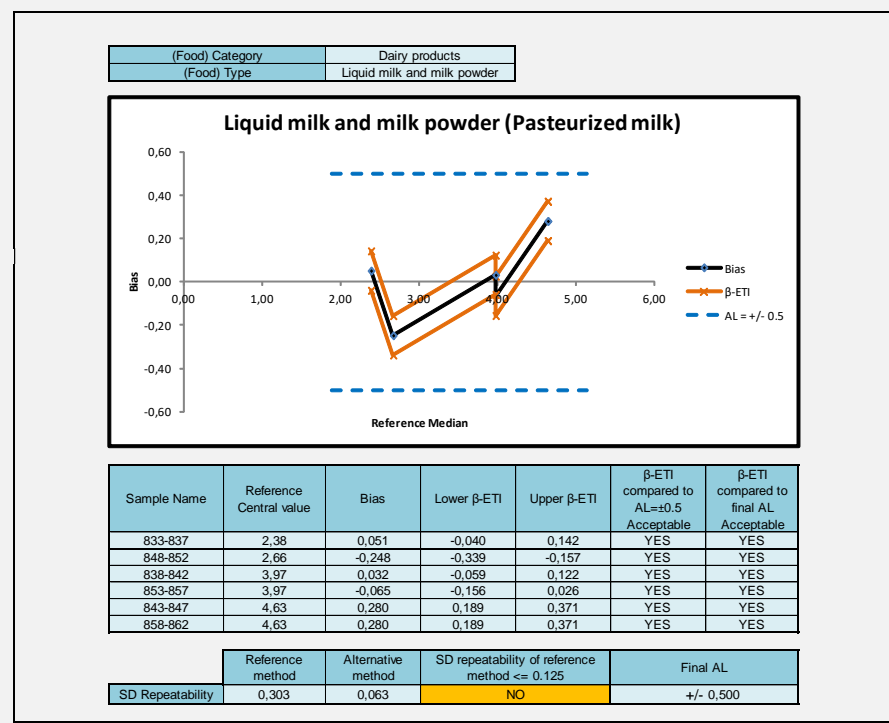 (Food) Category Dairy products
(Food) Type Liquid milk and milk powder
Liquid milk and milk powder (Pasteurized milk)
0,60
0,40
0,20
0,00
-0,20
-0,40
-0,60
0,00 1,00 2,00 3,00 4,00 5,00 6,00
Bias
Reference Median
Bias
β-ETI
AL = +/- 0.5
Sample Name Reference Central value Bias Lower β-ETI Upper β-ETI β-ETI compared to AL=±0.5 Acceptable β-ETI compared to final AL Acceptable
833-837 2,38 0,051 -0,040 0,142 YES YES
848-852 2,66 -0,248 -0,339 -0,157 YES YES
838-842 3,97 0,032 -0,059 0,122 YES YES
853-857 3,97 -0,065 -0,156 0,026 YES YES
843-847 4,63 0,280 0,189 0,371 YES YES
858-862 4,63 0,280 0,189 0,371 YES YES
Reference method Alternative method SD repeatability of reference method <= 0.125 Final AL
SD Repeatability 0,303 0,063 NO +/- 0,500